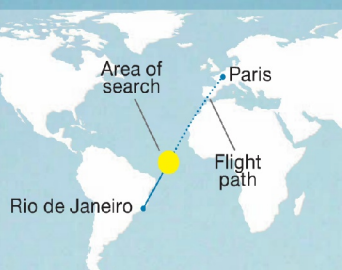 Area of
search
Paris
Flight
path
Rio de Janeiro